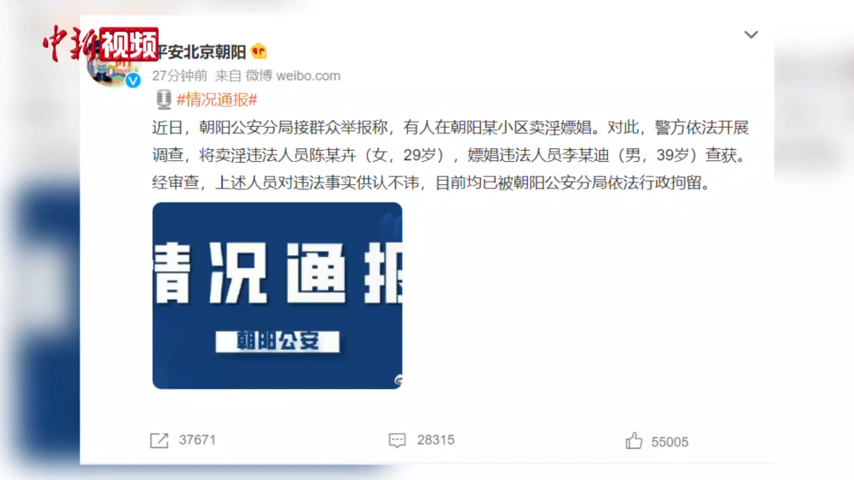 中新视频
平安北京朝阳
27分钟前 来自 微博 weibo.com
#情况通报#
近日，朝阳公安分局接群众举报称，有人在朝阳某小区卖淫嫖娼。对此，警方依法开展
调查，将卖淫违法人员陈某卉（女，29岁），嫖娼违法人员李某迪（男，39岁）查获。
经审查，上述人员对违法事实供认不讳，目前均已被朝阳公安分局依法行政拘留。
情况通报
朝阳公安
37671 28315 55005